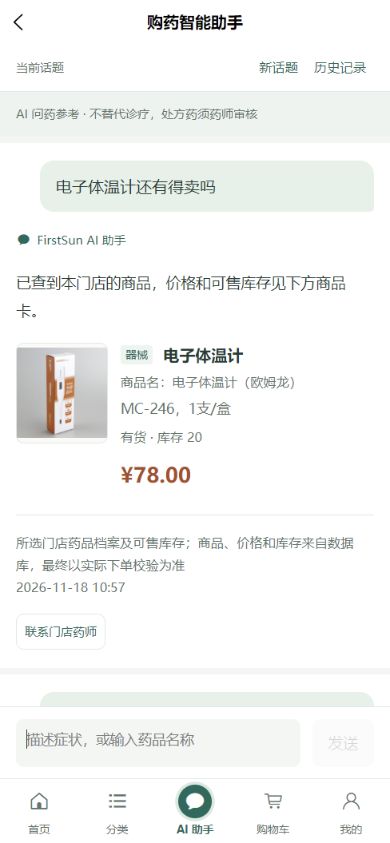 购药智能助手
当前话题
新话题
历史记录
AI 问药参考 · 不替代诊疗，处方药须药师审核
电子体温计还有得卖吗
FirstSun AI 助手
已查到本门店的商品，价格和可售库存见下方商品
卡。
器械
电子体温计
商品名：电子体温计（欧姆龙）
MC-246，1支/盒
有货 · 库存 20
¥78.00
所选门店药品档案及可售库存；商品、价格和库存来自数据
库，最终以实际下单校验为准
2026-11-18 10:57
联系门店药师
描述症状，或输入药品名称
发送
首页
分类
AI 助手
购物车
我的